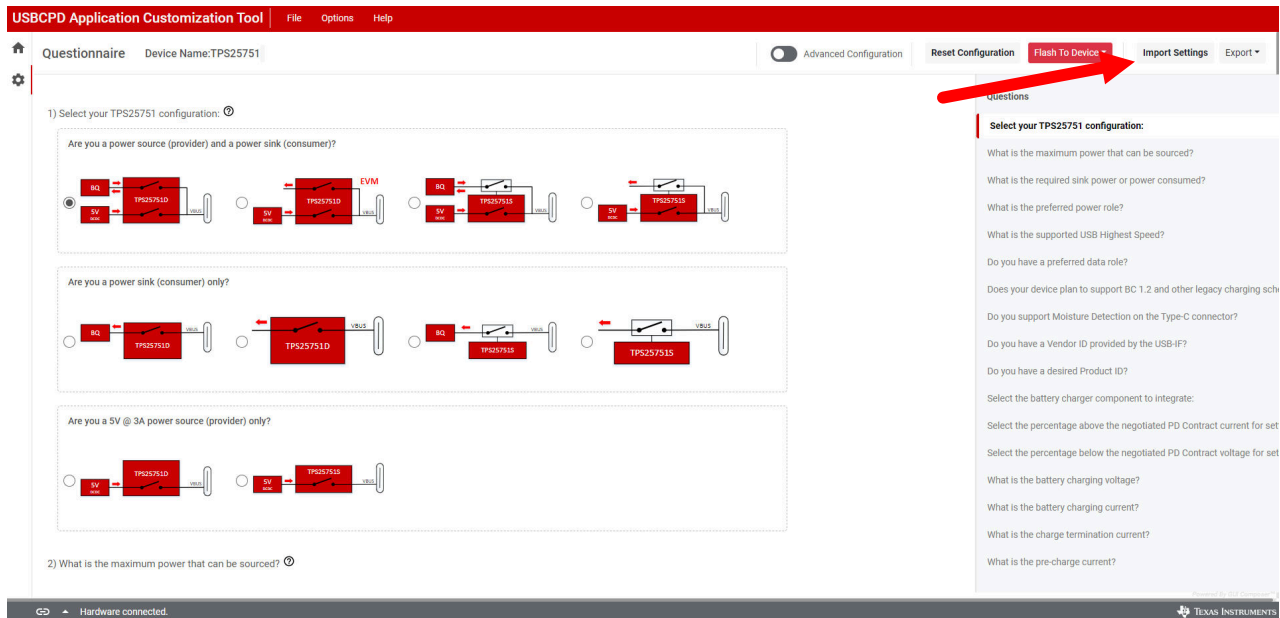 USBCPD Application Customization Tool File Options Help
Questionnaire Device Name:TPS25751 Advanced Configuration Reset Configuration Flash To Device Import Settings Export
1) Select your TPS25751 configuration:
Are you a power source (provider) and a power sink (consumer)?
BQ TPS25751D 5V DCDC VBUS
EVM TPS25751D 5V DCDC VBUS
BQ TPS25751S 5V DCDC VBUS
TPS25751S 5V DCDC VBUS
Are you a power sink (consumer) only?
BQ TPS25751D VBUS
TPS25751D VBUS
BQ TPS25751S VBUS
TPS25751S VBUS
Are you a 5V @ 3A power source (provider) only?
TPS25751D 5V DCDC VBUS
TPS25751S 5V DCDC VBUS
2) What is the maximum power that can be sourced?
Questions
Select your TPS25751 configuration:
What is the maximum power that can be sourced?
What is the required sink power or power consumed?
What is the preferred power role?
What is the supported USB Highest Speed?
Do you have a preferred data role?
Does your device plan to support BC 1.2 and other legacy charging sch
Do you support Moisture Detection on the Type-C connector?
Do you have a Vendor ID provided by the USB-IF?
Do you have a desired Product ID?
Select the battery charger component to integrate:
Select the percentage above the negotiated PD Contract current for set
Select the percentage below the negotiated PD Contract voltage for set
What is the battery charging voltage?
What is the battery charging current?
What is the charge termination current?
What is the pre-charge current?
Hardware connected.
TEXAS INSTRUMENTS